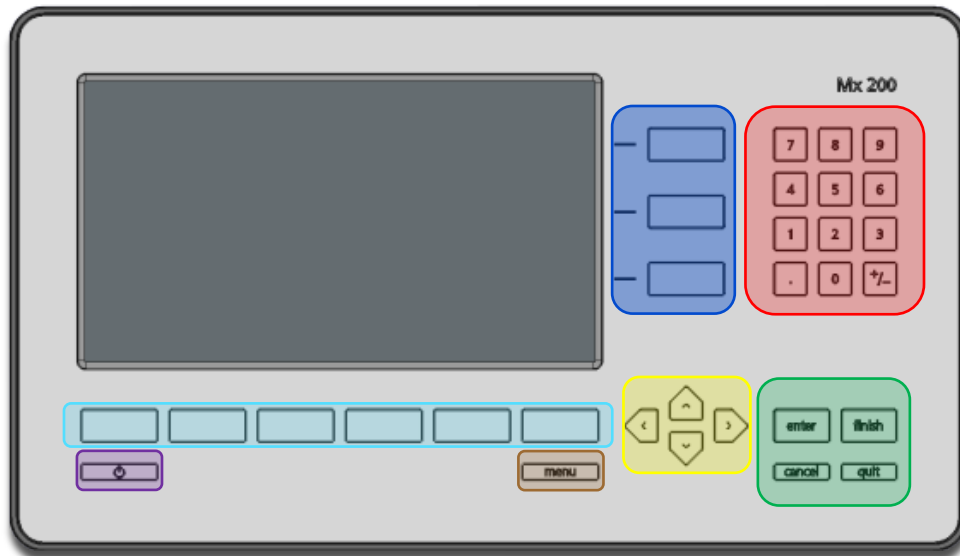 Mx 200
7 8 9
4 5 6
1 2 3
. 0 +/-
enter finish
cancel quit
menu